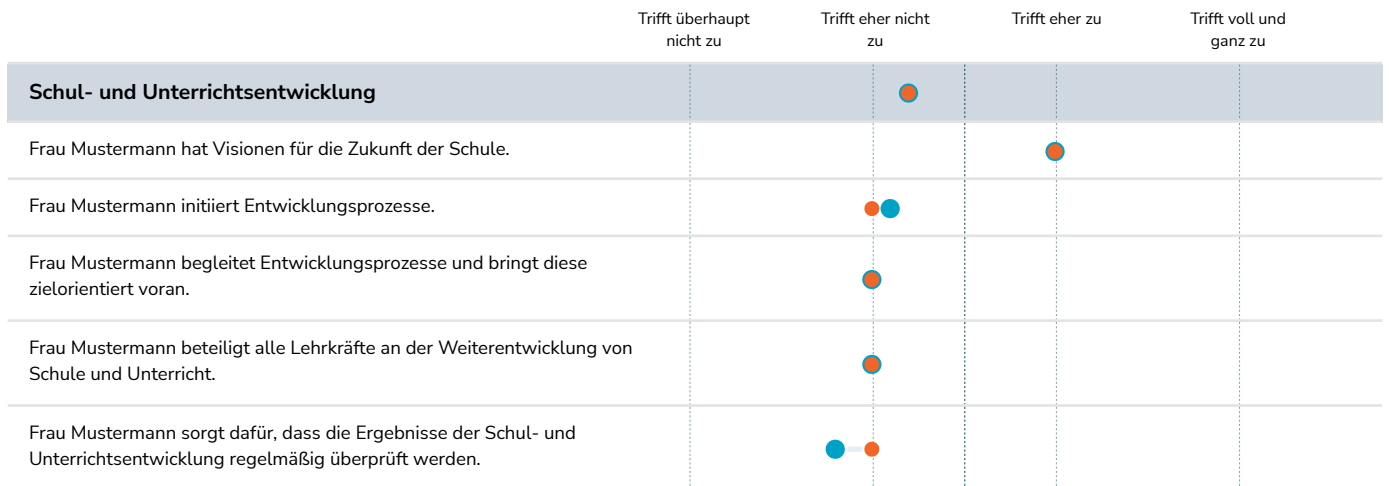 Trifft überhaupt
nicht zu
Trifft eher nicht
zu
Trifft eher zu
Trifft voll und
ganz zu
Schul- und Unterrichtsentwicklung
Frau Mustermann hat Visionen für die Zukunft der Schule.
Frau Mustermann initiiert Entwicklungsprozesse.
Frau Mustermann begleitet Entwicklungsprozesse und bringt diese
zielorientiert voran.
Frau Mustermann beteiligt alle Lehrkräfte an der Weiterentwicklung von
Schule und Unterricht.
Frau Mustermann sorgt dafür, dass die Ergebnisse der Schul- und
Unterrichtsentwicklung regelmäßig überprüft werden.